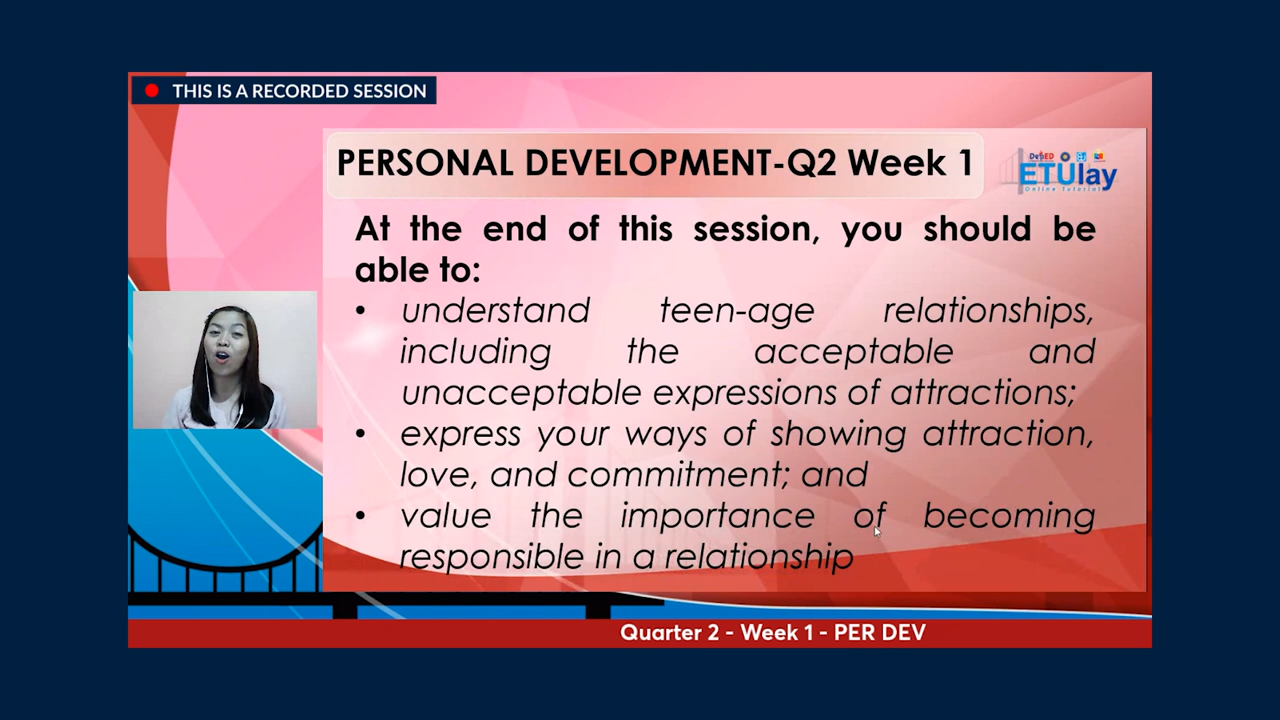 THIS IS A RECORDED SESSION
PERSONAL DEVELOPMENT-Q2 Week 1
DepED
ETUlay
Online Tutorial
At the end of this session, you should be
able to:
• understand teen-age relationships,
including the acceptable and
unacceptable expressions of attractions;
• express your ways of showing attraction,
love, and commitment; and
• value the importance of becoming
responsible in a relationship
Quarter 2 - Week 1 - PER DEV